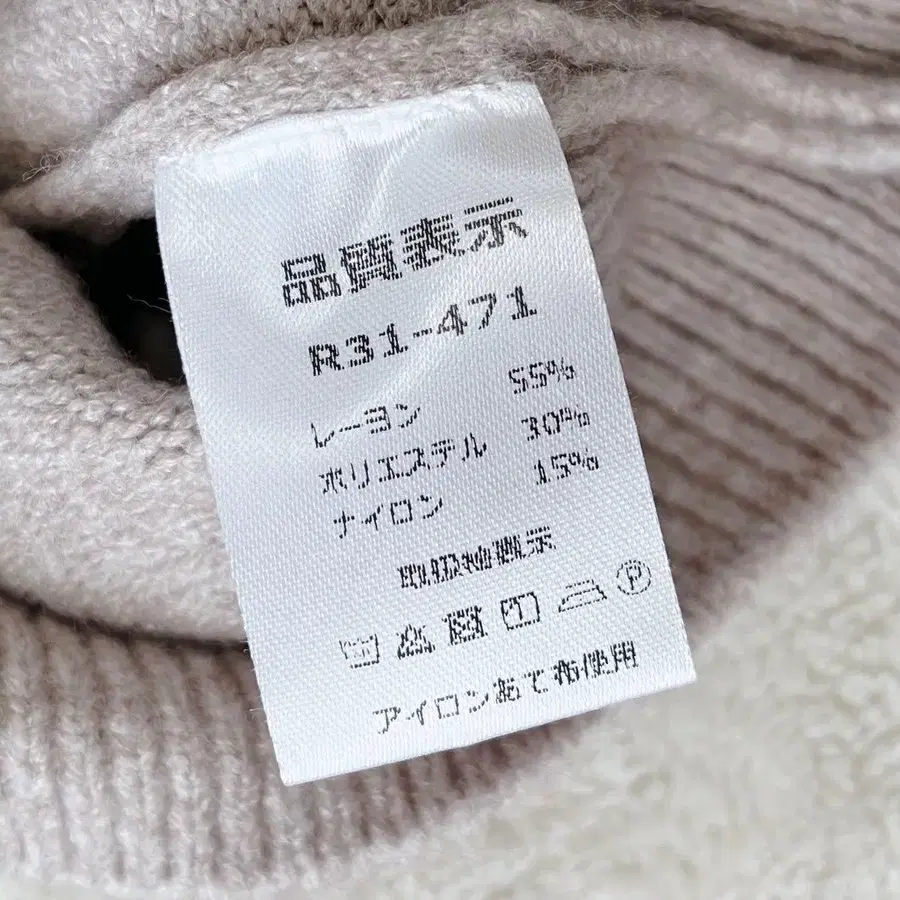 品質表示
R31-471
レーヨン 55%
ポリエステル 30%
ナイロン 15%
取扱絵表示
P
アイロンあて布使用